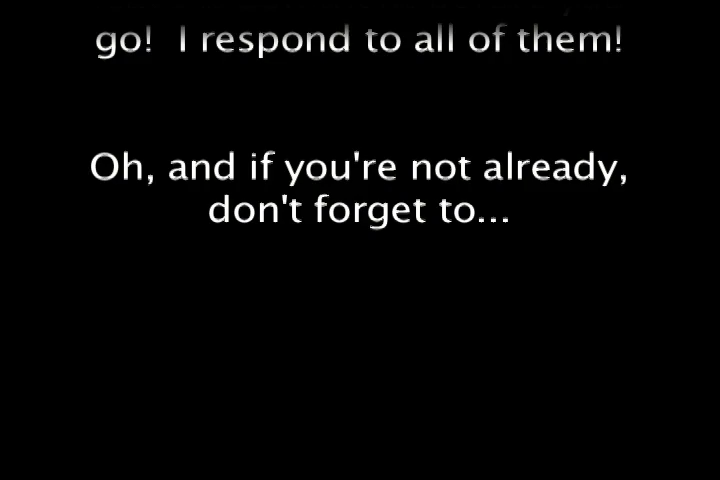 go!  I respond to all of them!
Oh, and if you're not already,
don't forget to...